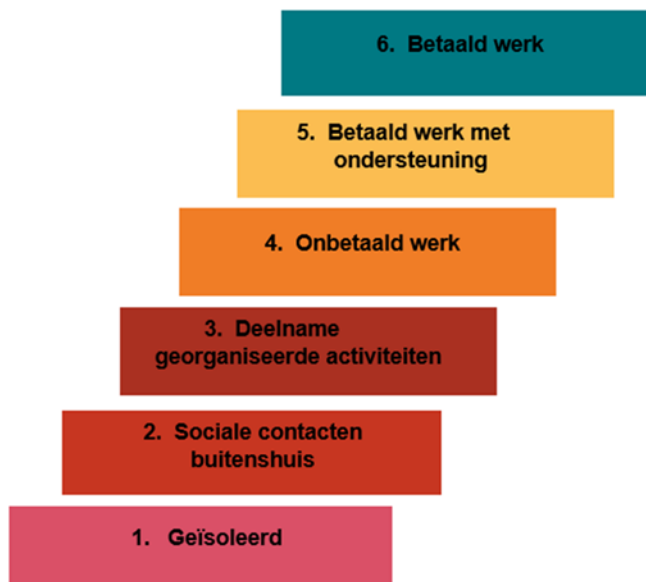 6. Betaald werk
5. Betaald werk met
ondersteuning
4. Onbetaald werk
3. Deelname
georganiseerde activiteiten
2. Sociale contacten
buitenshuis
1. Geïsoleerd